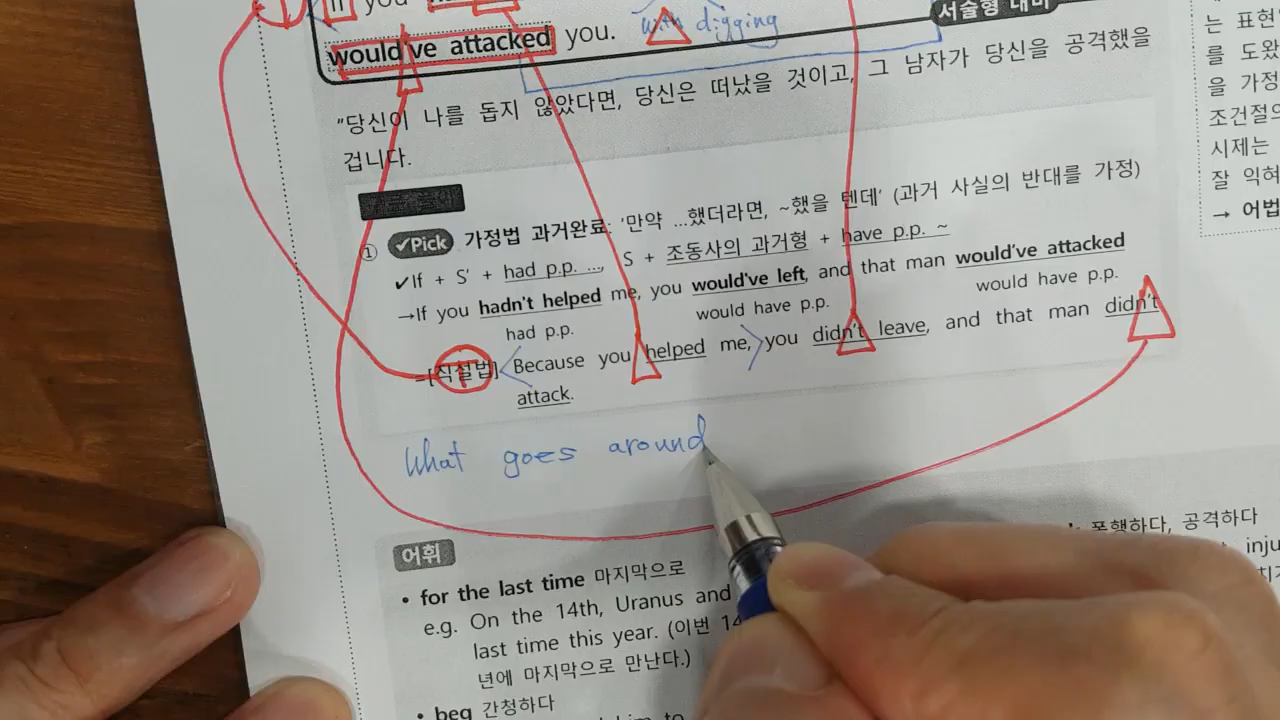 If you
would've attacked you. with digging
서술형 대비
"당신이 나를 돕지 않았다면, 당신은 떠났을 것이고, 그 남자가 당신을 공격했을
겁니다.
① ✔Pick 가정법 과거완료: '만약 …했더라면, ~했을 텐데' (과거 사실의 반대를 가정)
✔If + S' + had p.p. …, S + 조동사의 과거형 + have p.p. ~
→If you hadn't helped me, you would've left, and that man would've attacked
had p.p. would have p.p. would have p.p.
=[직설법] Because you helped me, you didn't leave, and that man didn't
attack.
What goes around
어휘
• for the last time 마지막으로
e.g. On the 14th, Uranus and
last time this year. (이번 14
년에 마지막으로 만난다.)
• beg 간청하다
폭행하다, 공격하다
inju
는 표현
를 도왔
을 가정
조건절의
시제는
잘 익혀
→ 어법